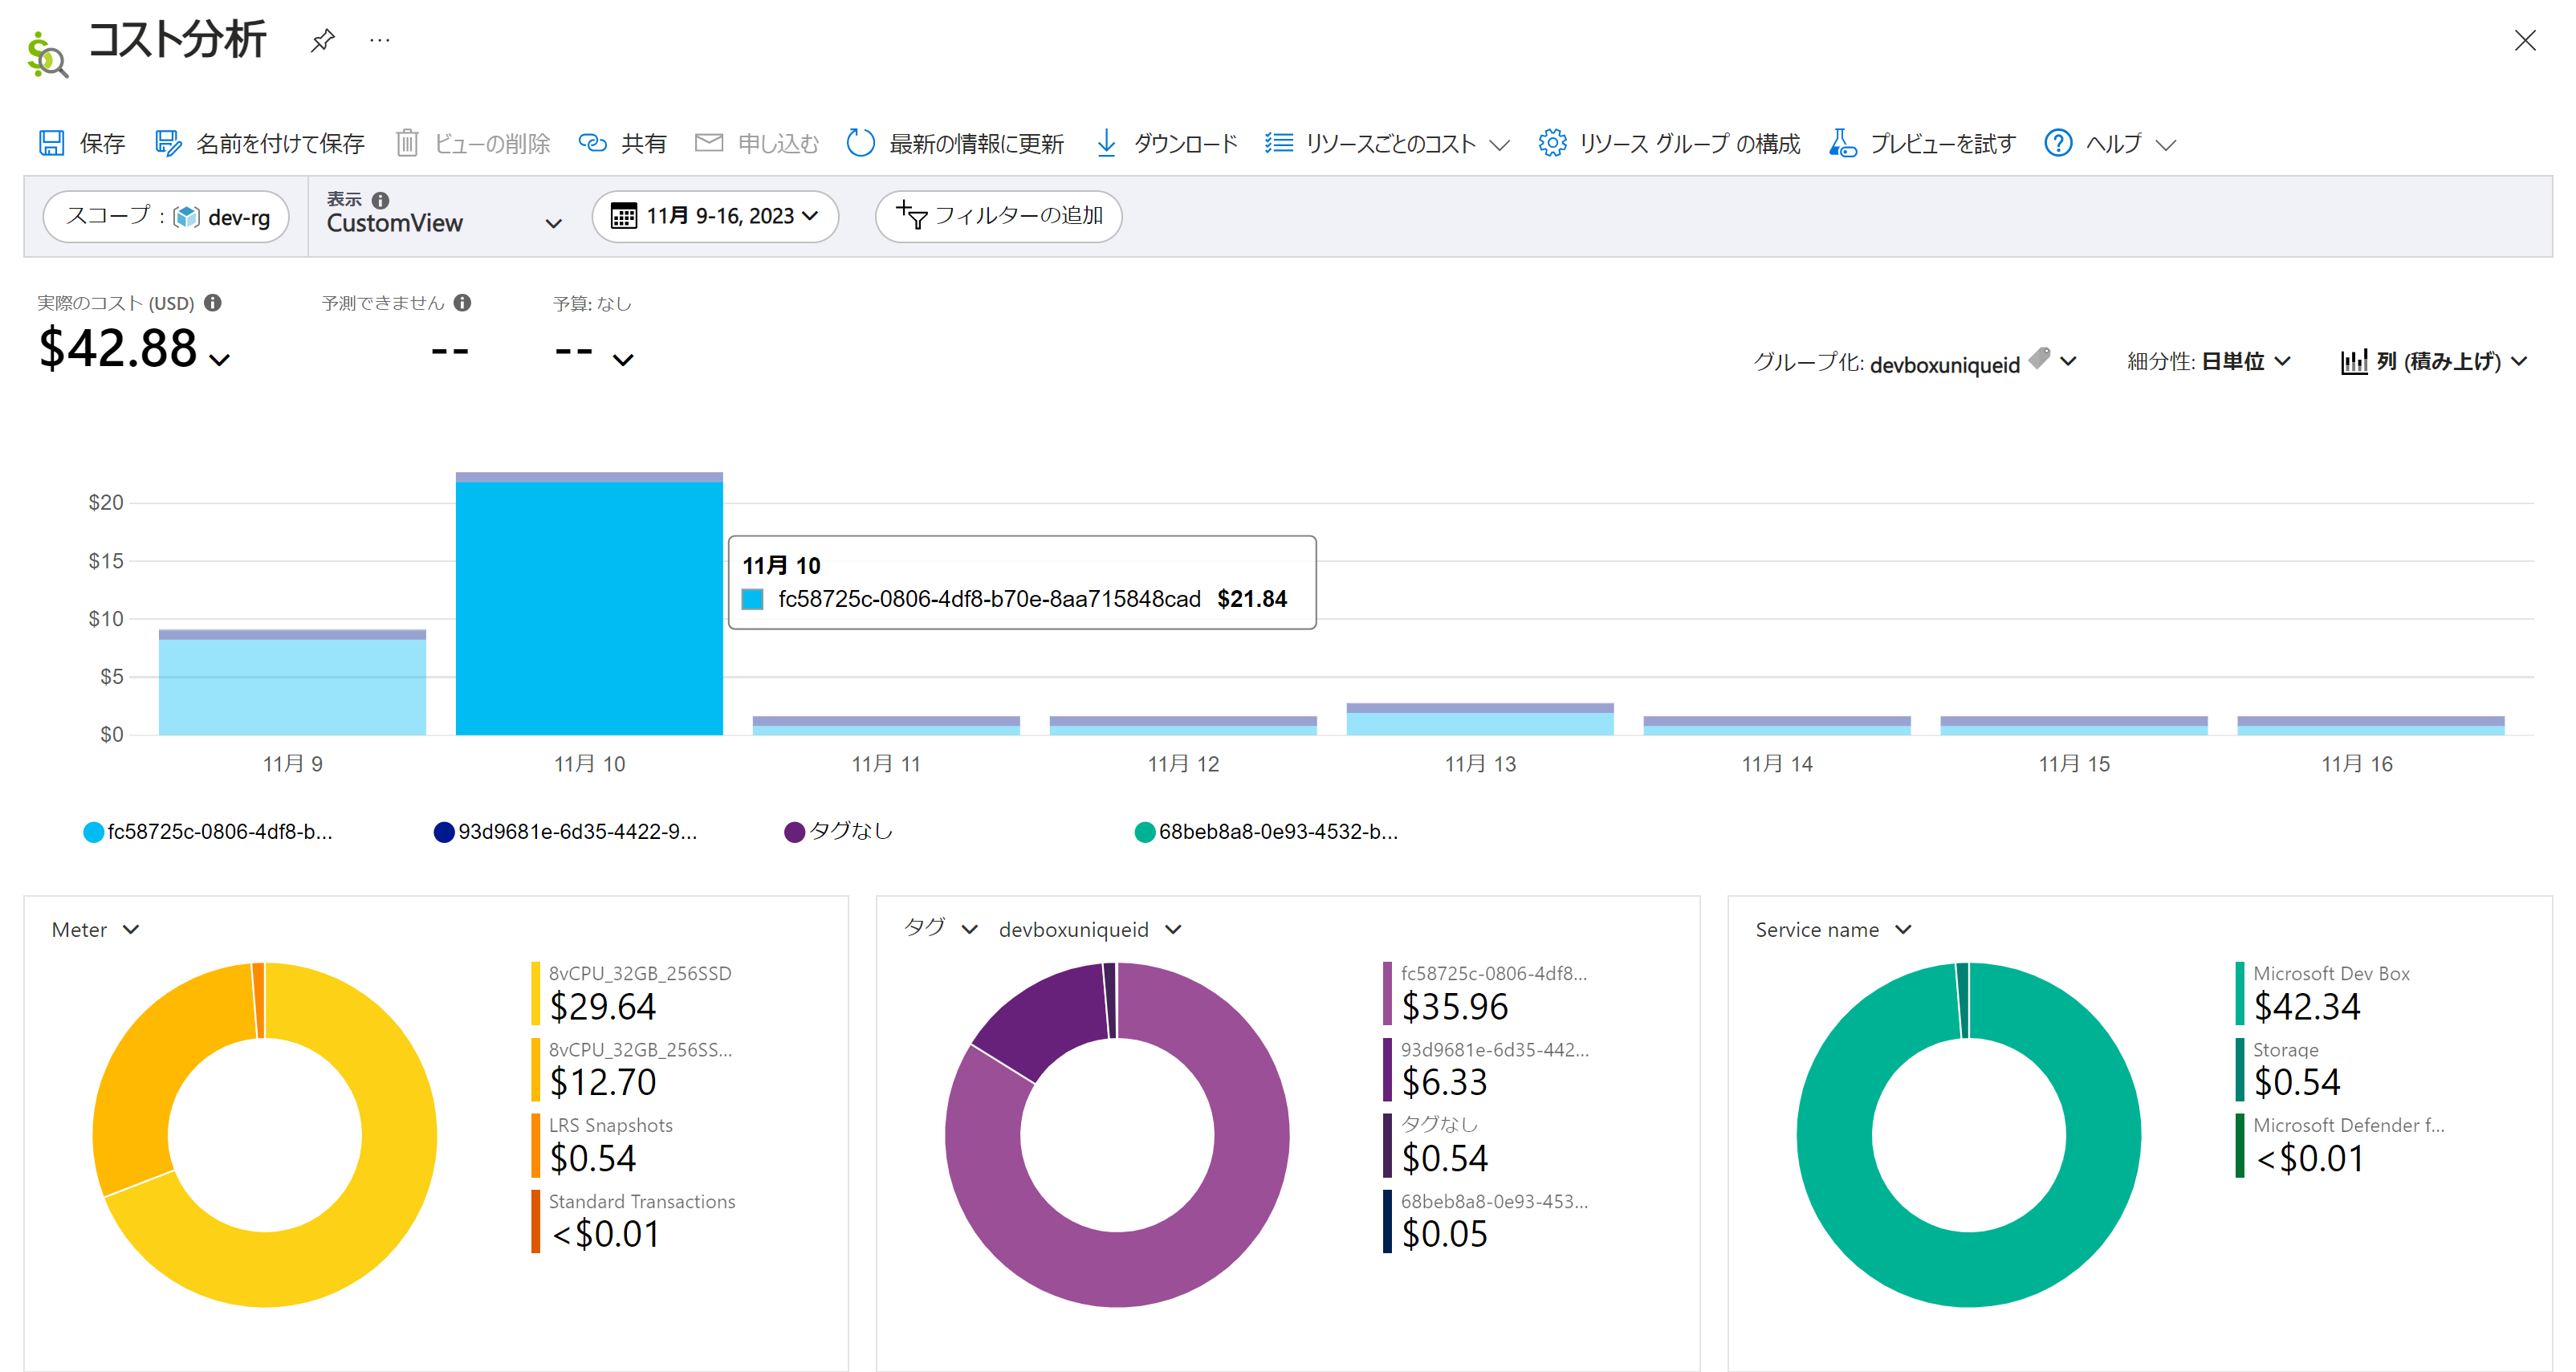 コスト分析
保存 名前を付けて保存 ビューの削除 共有 申し込む 最新の情報に更新 ダウンロード リソースごとのコスト リソース グループ の構成 プレビューを試す ヘルプ
スコープ : dev-rg
表示
CustomView
11月 9-16, 2023
フィルターの追加
実際のコスト (USD)
$42.88
予測できません
--
予算: なし
--
グループ化: devboxuniqueid
細分性: 日単位
列 (積み上げ)
$20
$15
$10
$5
$0
11月 10
fc58725c-0806-4df8-b70e-8aa715848cad $21.84
11月 9 11月 10 11月 11 11月 12 11月 13 11月 14 11月 15 11月 16
fc58725c-0806-4df8-b... 93d9681e-6d35-4422-9... タグなし 68beb8a8-0e93-4532-b...
Meter
8vCPU_32GB_256SSD
$29.64
8vCPU_32GB_256SS...
$12.70
LRS Snapshots
$0.54
Standard Transactions
<$0.01
タグ devboxuniqueid
fc58725c-0806-4df8...
$35.96
93d9681e-6d35-442...
$6.33
タグなし
$0.54
68beb8a8-0e93-453...
$0.05
Service name
Microsoft Dev Box
$42.34
Storage
$0.54
Microsoft Defender f...
<$0.01